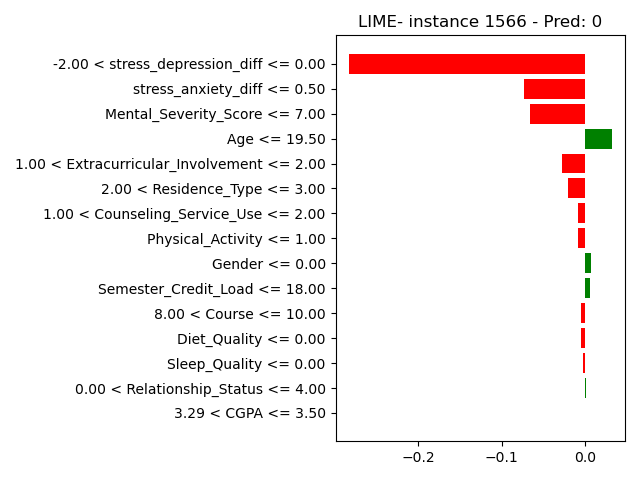 LIME- instance 1566 - Pred: 0
-2.00 < stress_depression_diff <= 0.00
stress_anxiety_diff <= 0.50
Mental_Severity_Score <= 7.00
Age <= 19.50
1.00 < Extracurricular_Involvement <= 2.00
2.00 < Residence_Type <= 3.00
1.00 < Counseling_Service_Use <= 2.00
Physical_Activity <= 1.00
Gender <= 0.00
Semester_Credit_Load <= 18.00
8.00 < Course <= 10.00
Diet_Quality <= 0.00
Sleep_Quality <= 0.00
0.00 < Relationship_Status <= 4.00
3.29 < CGPA <= 3.50
−0.2 −0.1 0.0